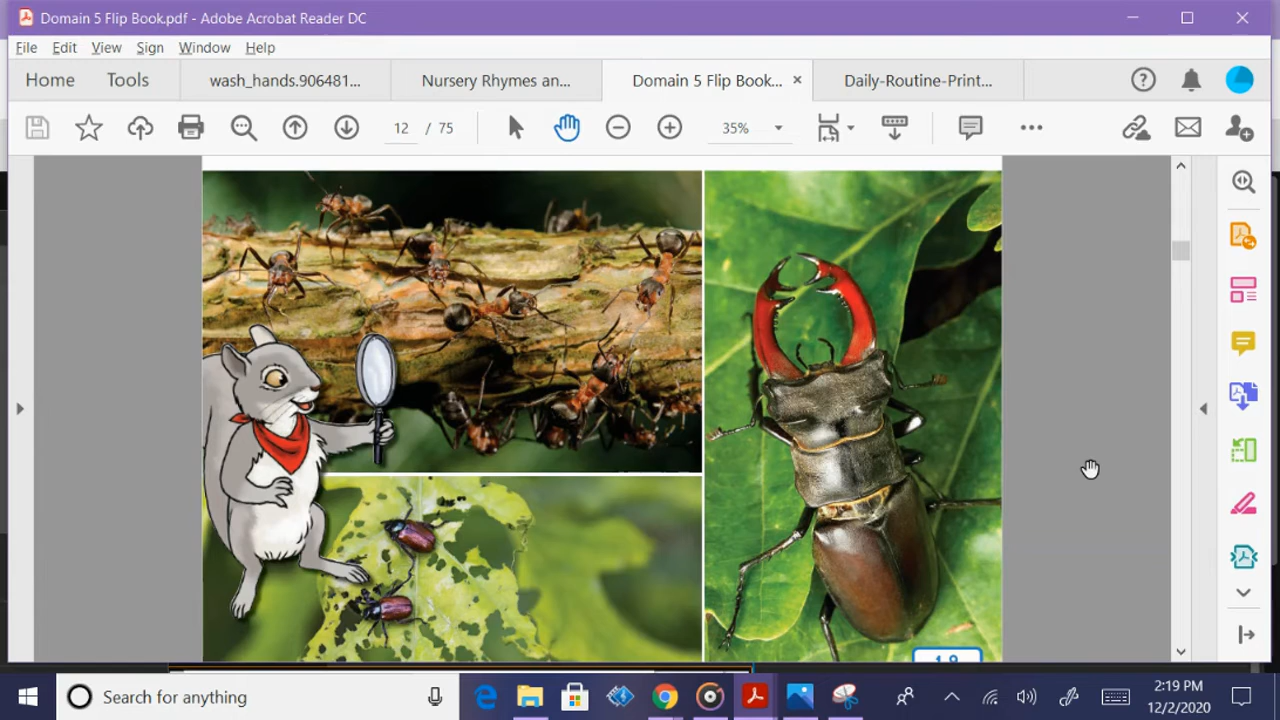 Domain 5 Flip Book.pdf - Adobe Acrobat Reader DC
File Edit View Sign Window Help
Home Tools wash_hands.906481... Nursery Rhymes an... Domain 5 Flip Book... × Daily-Routine-Print...
12 / 75 35%
Search for anything
2:19 PM
12/2/2020